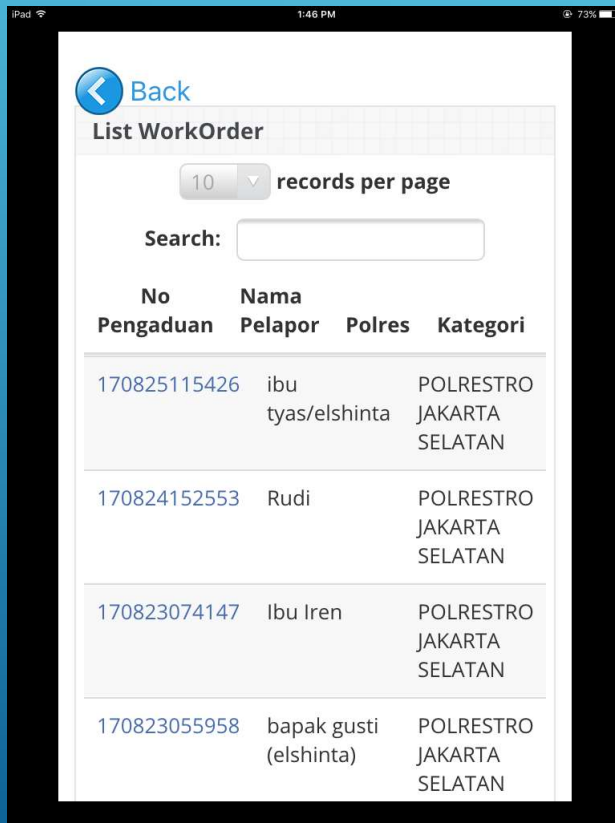 iPad 1:46 PM 73%
Back
List WorkOrder
10 records per page
Search:
No Pengaduan Nama Pelapor Polres Kategori
170825115426 ibu POLRESTRO
tyas/elshinta JAKARTA
SELATAN
170824152553 Rudi POLRESTRO
JAKARTA
SELATAN
170823074147 Ibu Iren POLRESTRO
JAKARTA
SELATAN
170823055958 bapak gusti POLRESTRO
(elshinta) JAKARTA
SELATAN